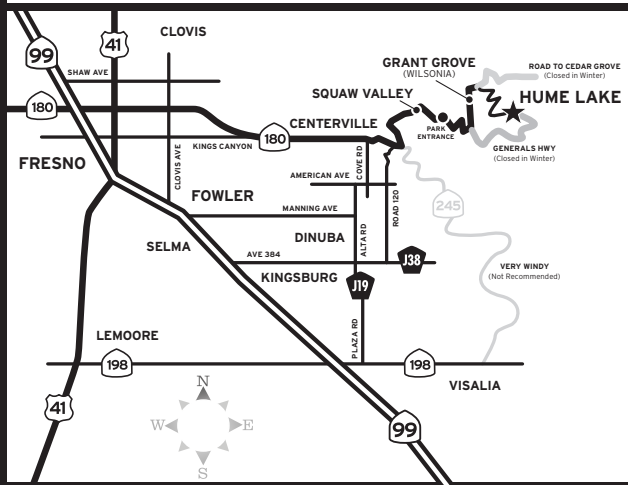 CLOVIS
41
99
SHAW AVE
180
GRANT GROVE
(WILSONIA)
ROAD TO CEDAR GROVE
(Closed in Winter)
SQUAW VALLEY
HUME LAKE
PARK
ENTRANCE
CENTERVILLE
180
KINGS CANYON
GENERALS HWY
(Closed in Winter)
FRESNO
CLOVIS AVE
COVE RD
AMERICAN AVE
FOWLER
ROAD 120
245
MANNING AVE
SELMA
DINUBA
ALTA RD
AVE 384
J38
KINGSBURG
J19
VERY WINDY
(Not Recommended)
PLAZA RD
LEMOORE
198
198
VISALIA
N
W
E
S
41
99